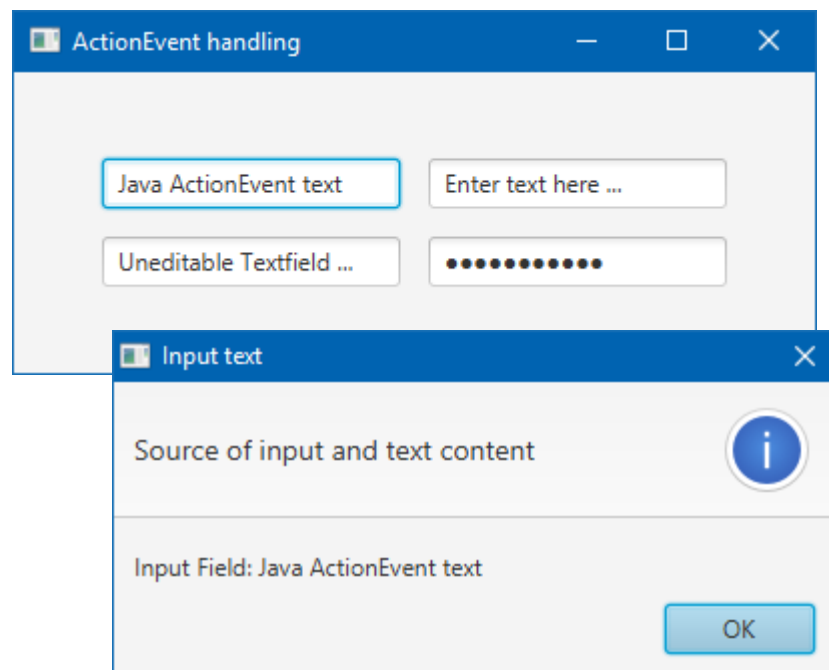 ActionEvent handling
Java ActionEvent text
Enter text here ...
Uneditable Textfield ...
●●●●●●●●●●●
Input text
Source of input and text content
i
Input Field: Java ActionEvent text
OK